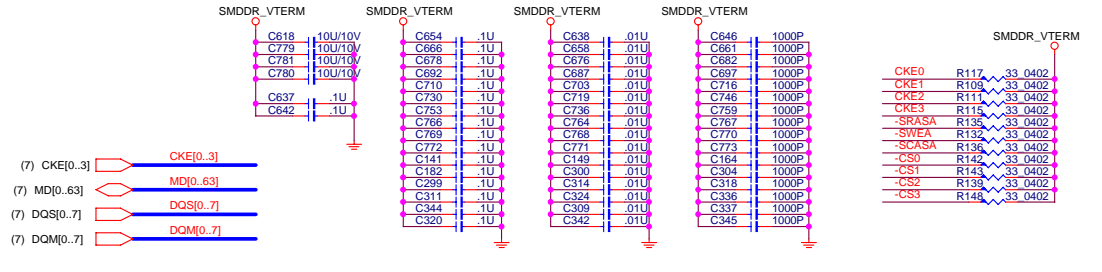 SMDDR_VTERM
C618 10U/10V
C779 10U/10V
C781 10U/10V
C780 10U/10V
C637 .1U
C642 .1U
(7) CKE[0..3] CKE[0..3]
(7) MD[0..63] MD[0..63]
(7) DQS[0..7] DQS[0..7]
(7) DQM[0..7] DQM[0..7]
SMDDR_VTERM
C654 .1U
C666 .1U
C678 .1U
C692 .1U
C710 .1U
C730 .1U
C753 .1U
C766 .1U
C769 .1U
C772 .1U
C141 .1U
C182 .1U
C299 .1U
C311 .1U
C344 .1U
C320 .1U
SMDDR_VTERM
C638 .01U
C658 .01U
C676 .01U
C687 .01U
C703 .01U
C719 .01U
C736 .01U
C764 .01U
C768 .01U
C771 .01U
C149 .01U
C300 .01U
C314 .01U
C324 .01U
C309 .01U
C342 .01U
SMDDR_VTERM
C646 1000P
C661 1000P
C682 1000P
C697 1000P
C716 1000P
C746 1000P
C759 1000P
C767 1000P
C770 1000P
C773 1000P
C164 1000P
C304 1000P
C318 1000P
C336 1000P
C337 1000P
C345 1000P
SMDDR_VTERM
CKE0 R117 33_0402
CKE1 R109 33_0402
CKE2 R111 33_0402
CKE3 R115 33_0402
-SRASA R135 33_0402
-SWEA R132 33_0402
-SCASA R136 33_0402
-CS0 R142 33_0402
-CS1 R143 33_0402
-CS2 R139 33_0402
-CS3 R148 33_0402